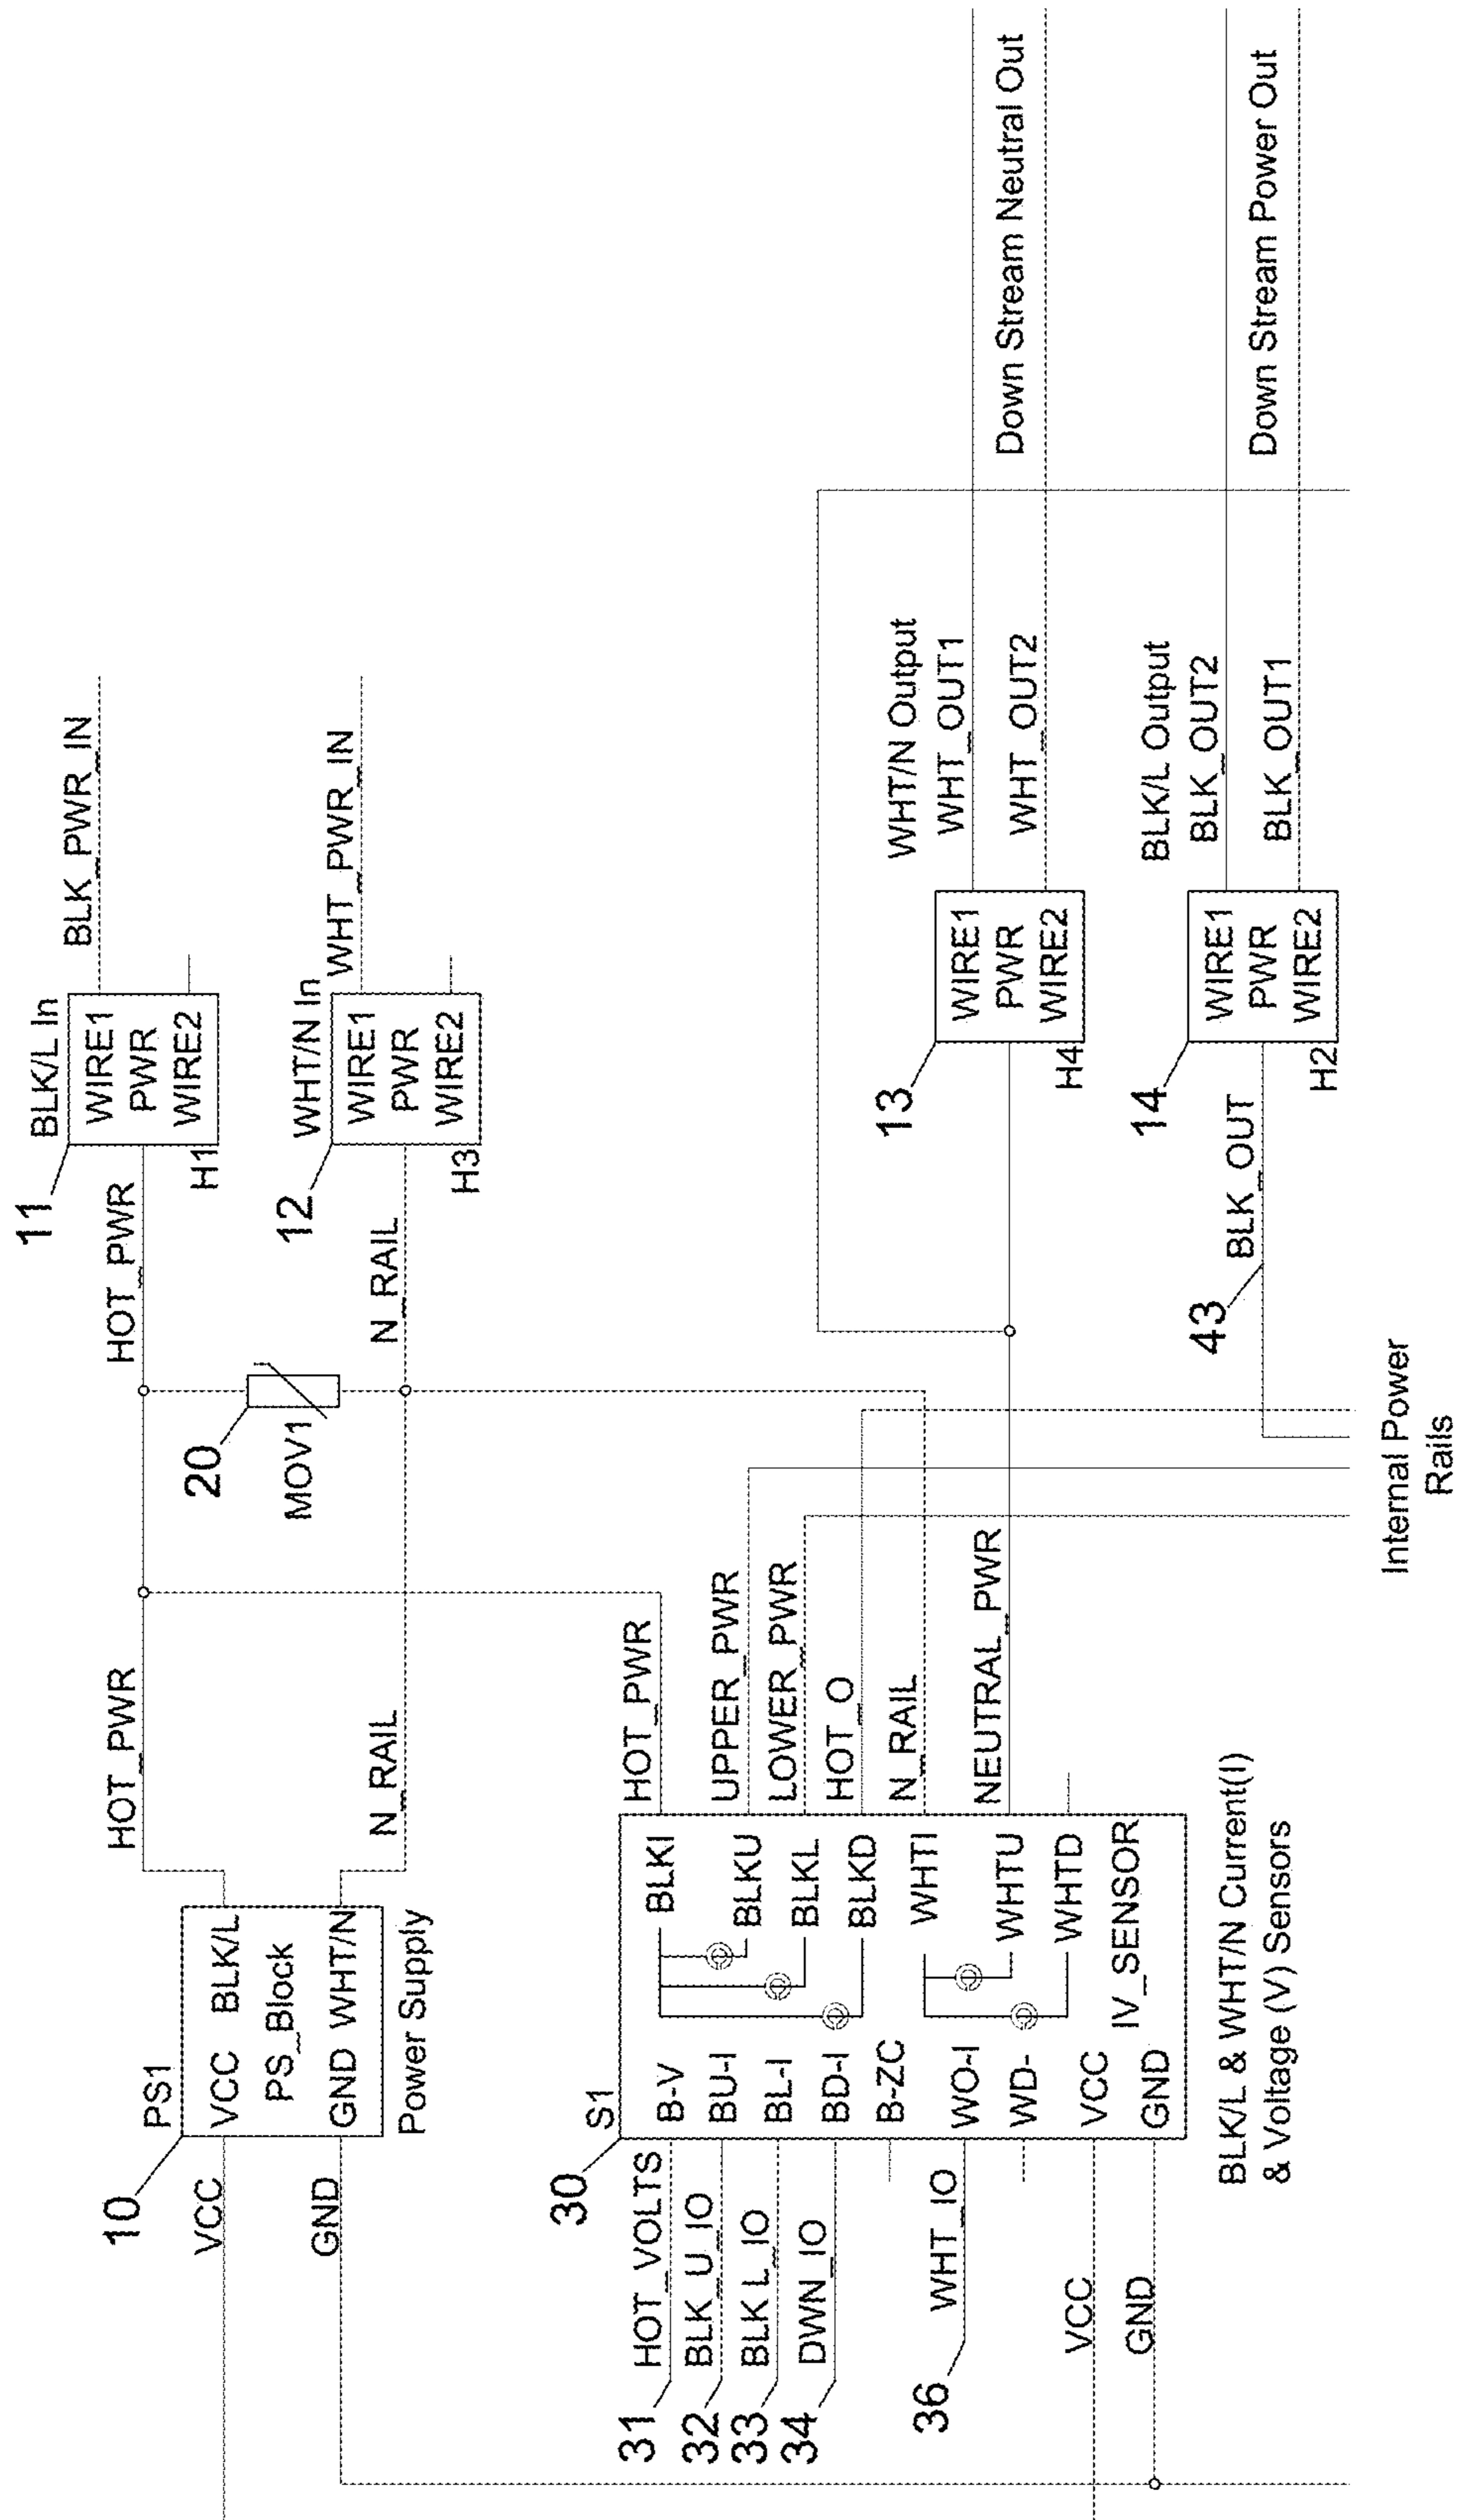 11
BLK/L In
WIRE1
PWR
WIRE2
H1
BLK_PWR_IN
HOT_PWR
12
WHT/N In
WIRE1
PWR
WIRE2
H3
WHT_PWR_IN
N_RAIL
20
MOV1
HOT_PWR
N_RAIL
10
PS1
VCC BLK/L
PS_Block
GND WHT/N
Power Supply
VCC
GND
30
S1
B-V
BU-I
BL-I
BD-I
B-ZC
WO-I
WD-
VCC
GND
BLKI
BLKU
BLKL
BLKD
WHTI
WHTU
WHTD
IV_SENSOR
BLK/L & WHT/N Current(I)
& Voltage (V) Sensors
31
HOT_VOLTS
32
BLK_U_IO
33
BLK L_IO
34
DWN_IO
36
WHT_IO
VCC
GND
HOT_PWR
UPPER_PWR
LOWER_PWR
HOT_O
N_RAIL
NEUTRAL_PWR
13
WIRE1
PWR
WIRE2
H4
WHT/N Output
WHT_OUT1
WHT_OUT2
Down Stream Neutral Out
14
WIRE1
PWR
WIRE2
H2
BLK/L Output
BLK_OUT2
BLK_OUT1
Down Stream Power Out
43
BLK_OUT
Internal Power
Rails